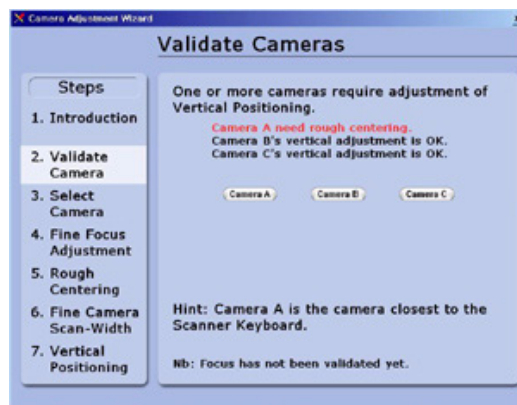 Camera Adjustment Wizard
Validate Cameras
Steps
1. Introduction
2. Validate
Camera
3. Select
Camera
4. Fine Focus
Adjustment
5. Rough
Centering
6. Fine Camera
Scan-Width
7. Vertical
Positioning
One or more cameras require adjustment of
Vertical Positioning.
Camera A need rough centering.
Camera B's vertical adjustment is OK.
Camera C's vertical adjustment is OK.
Camera A
Camera B
Camera C
Hint: Camera A is the camera closest to the
Scanner Keyboard.
Nb: Focus has not been validated yet.